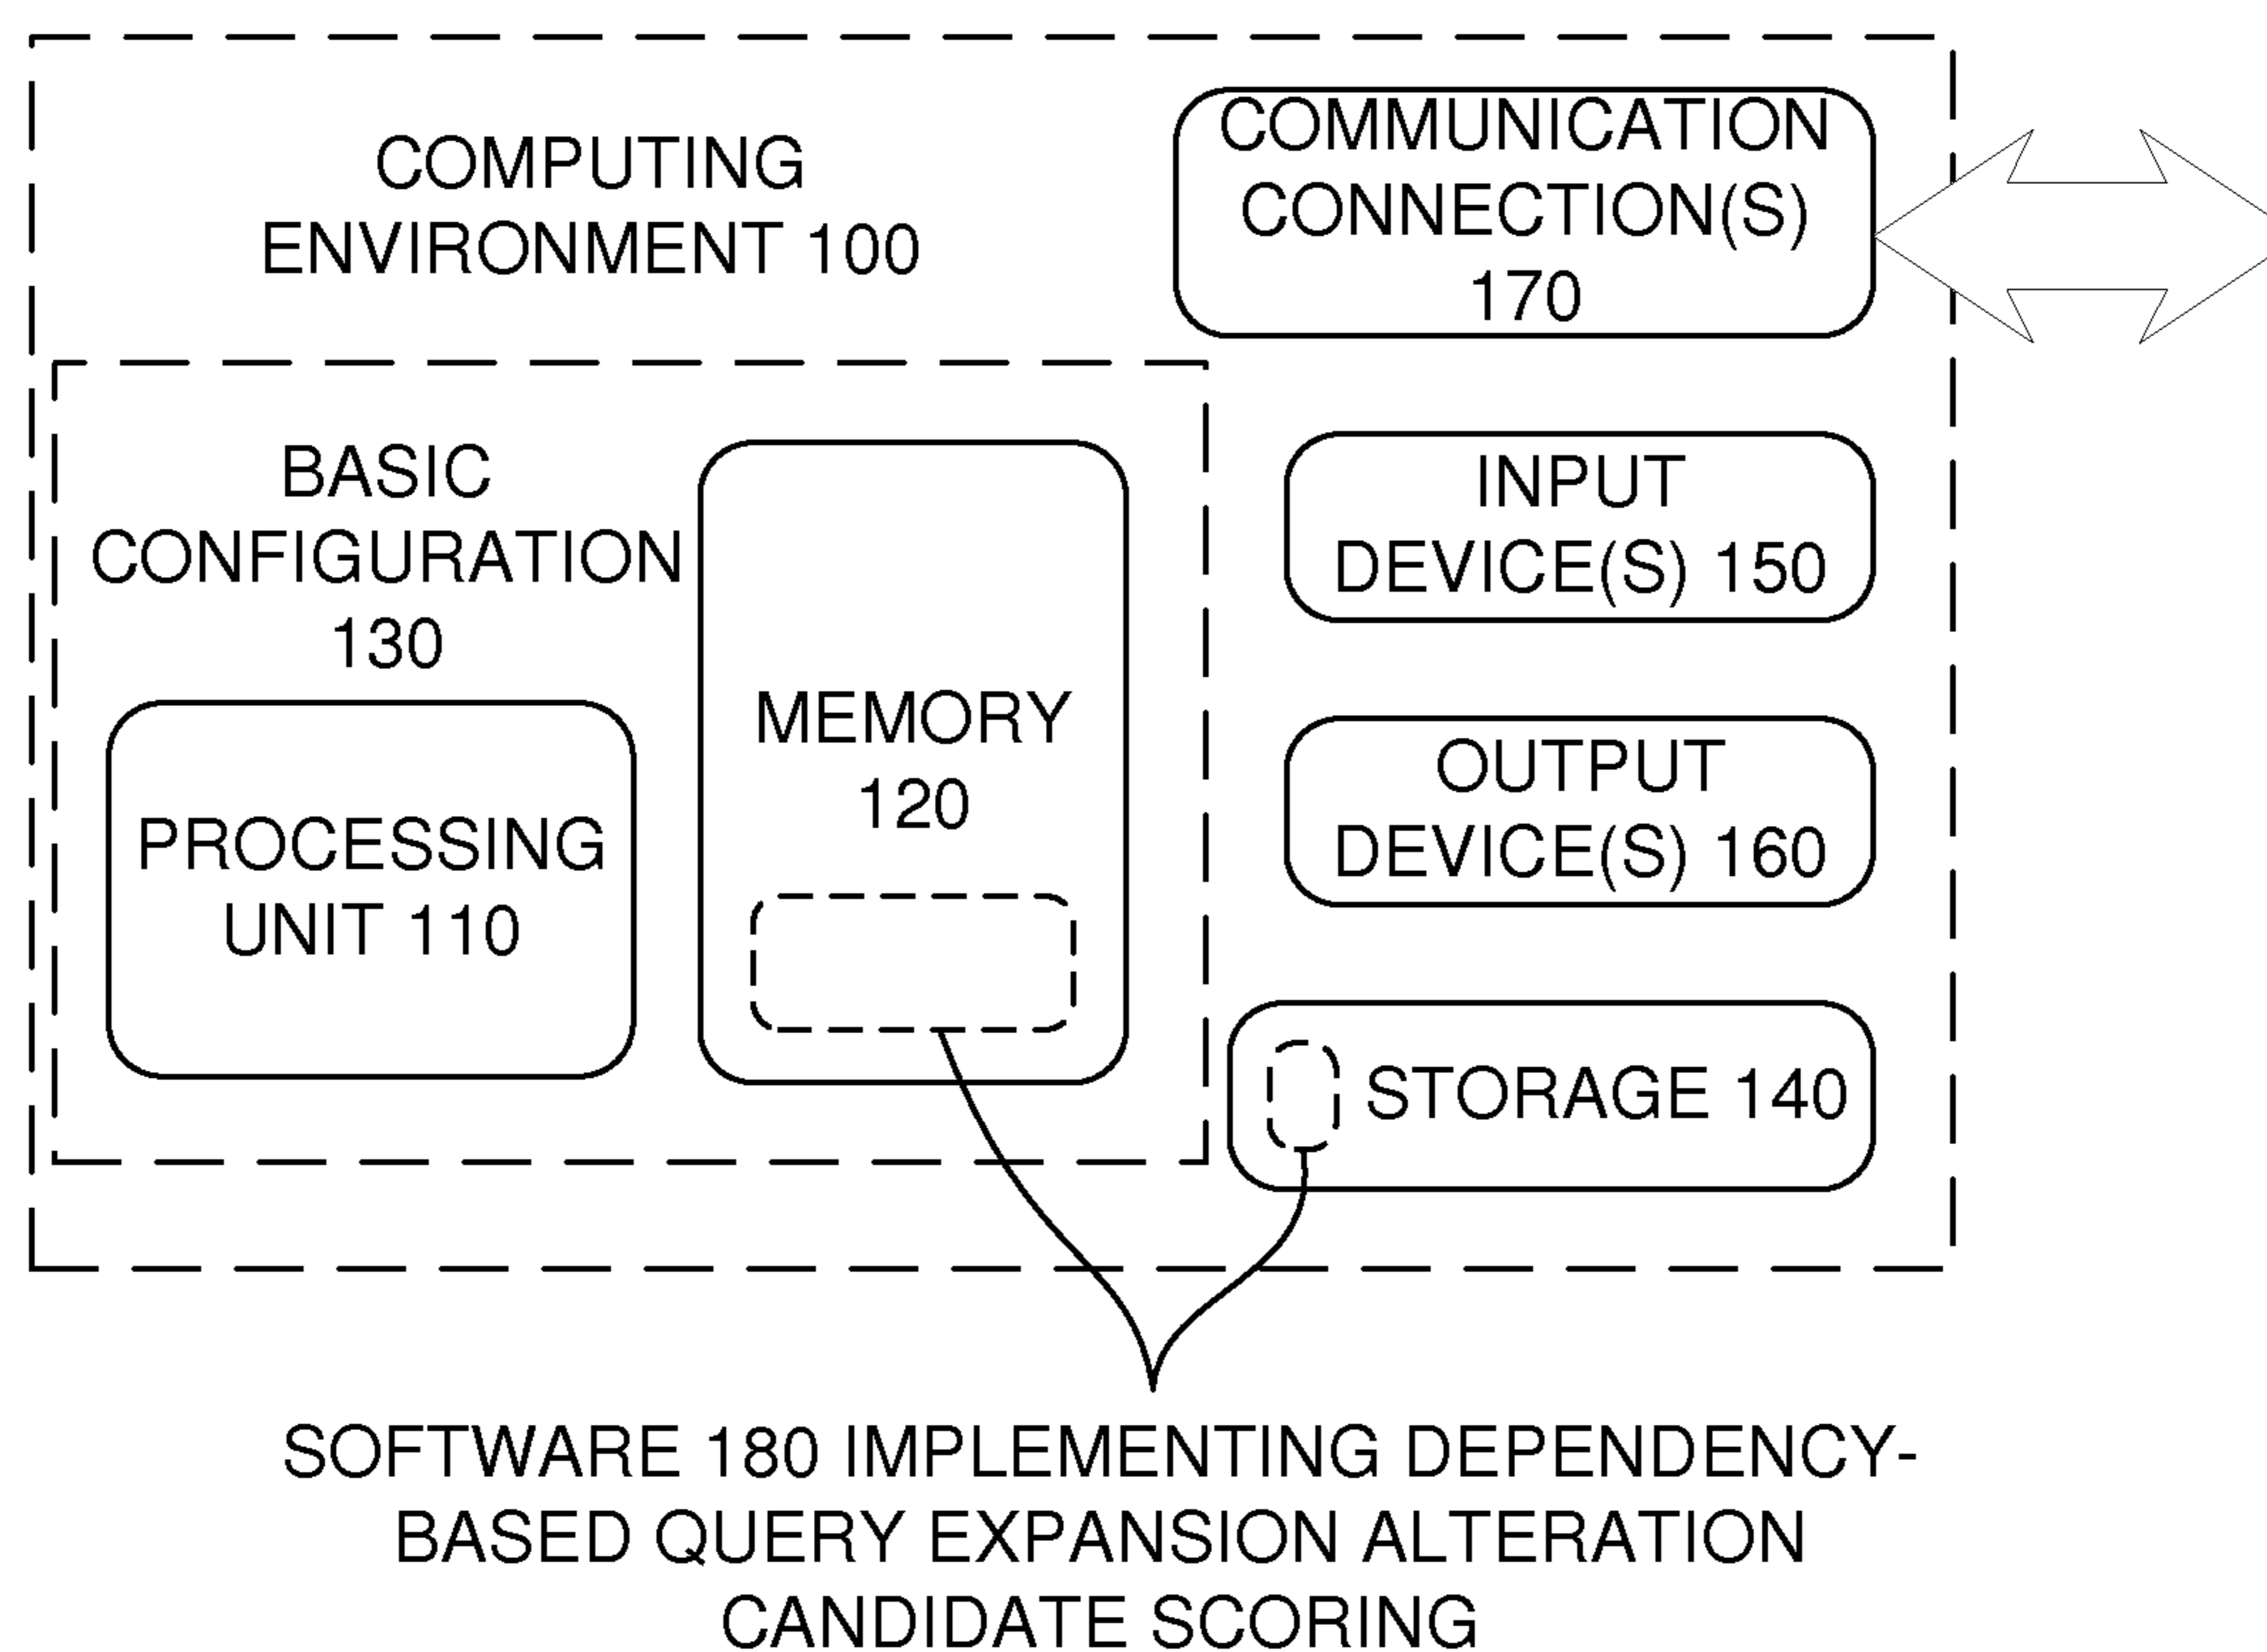 COMPUTING
ENVIRONMENT 100
COMMUNICATION
CONNECTION(S)
170
BASIC
CONFIGURATION
130
MEMORY
120
PROCESSING
UNIT 110
INPUT
DEVICE(S) 150
OUTPUT
DEVICE(S) 160
STORAGE 140
SOFTWARE 180 IMPLEMENTING DEPENDENCY-
BASED QUERY EXPANSION ALTERATION
CANDIDATE SCORING